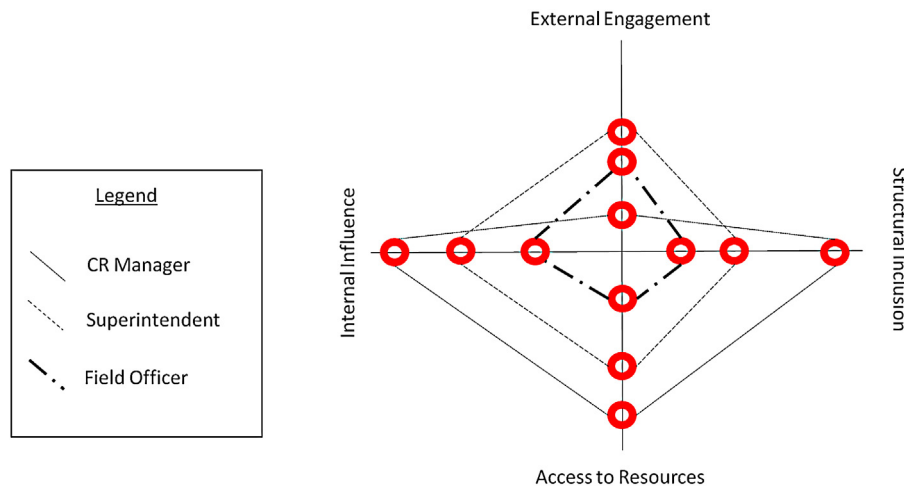 External Engagement
Legend
CR Manager
Superintendent
Field Officer
Internal Influence
Structural Inclusion
Access to Resources